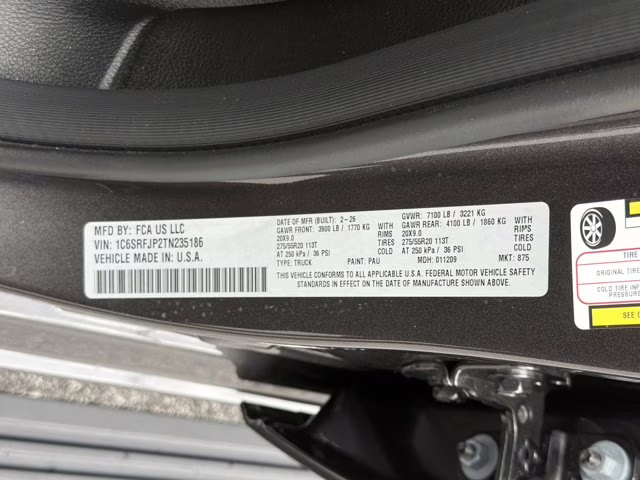 MFD BY: FCA US LLC
VIN: 1C6SRFJP2TN235186
VEHICLE MADE IN U.S.A.
DATE OF MFR (BUILT): 2-26 GVWR: 7100 LB / 3221 KG
GAWR FRONT: 3900 LB / 1770 KG WITH GAWR REAR: 4100 LB / 1860 KG WITH
20X9.0 RIMS 20X9.0 RIMS
275/55R20 113T TIRES 275/55R20 113T TIRES
AT 250 kPa / 36 PSI COLD AT 250 kPa / 36 PSI COLD
TYPE: TRUCK PAINT: PAU MDH: 011209 MKT: 875
THIS VEHICLE CONFORMS TO ALL APPLICABLE U.S.A. FEDERAL MOTOR VEHICLE SAFETY
STANDARDS IN EFFECT ON THE DATE OF MANUFACTURE SHOWN ABOVE.
TIRE
ORIGINAL TIRE
COLD TIRE INF
PRESSURE
SEE